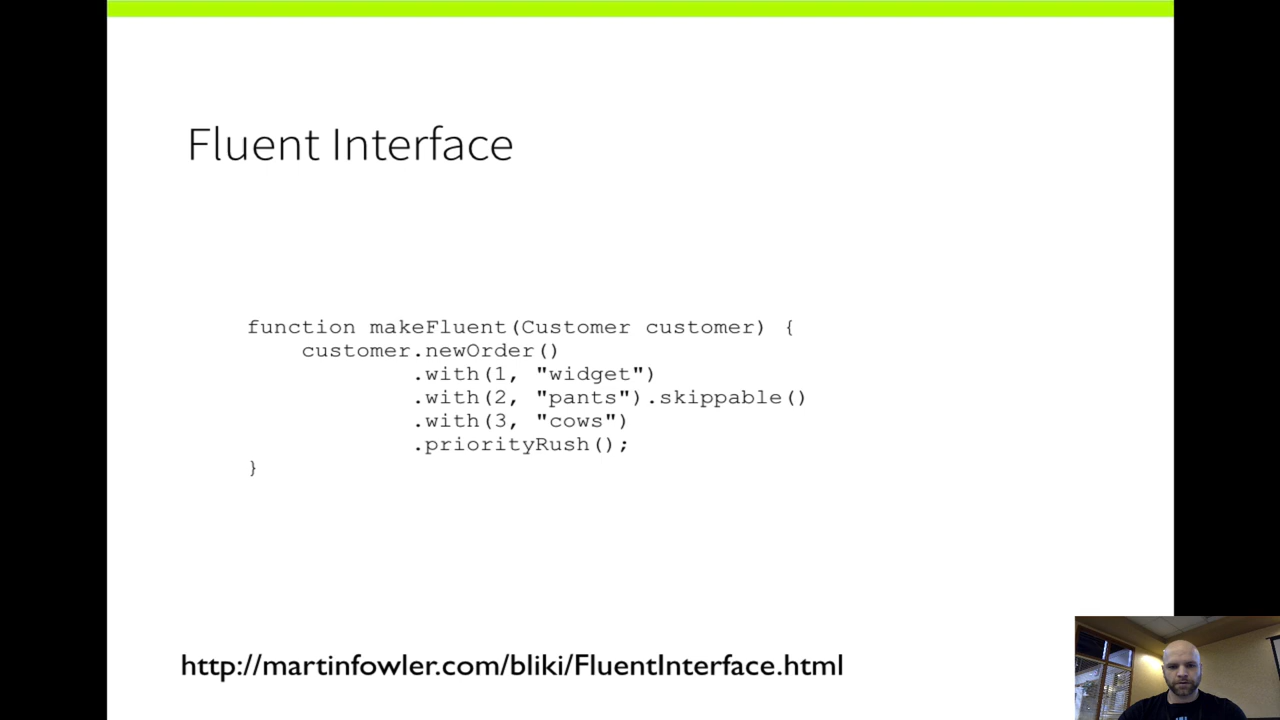 Fluent Interface
function makeFluent(Customer customer) {
    customer.newOrder()
            .with(1, "widget")
            .with(2, "pants").skippable()
            .with(3, "cows")
            .priorityRush();
}
http://martinfowler.com/bliki/FluentInterface.html